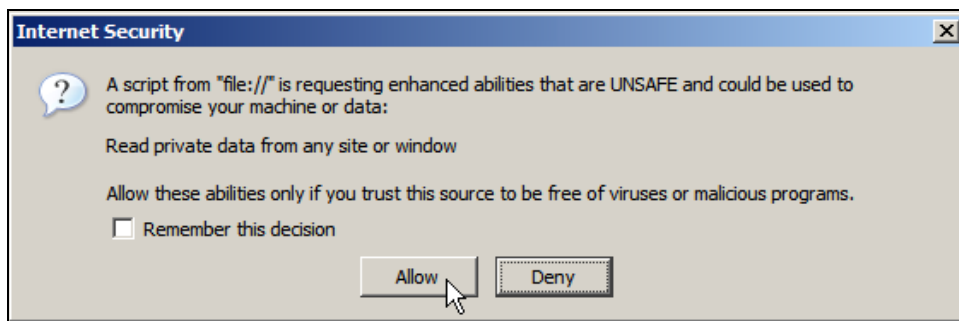 Internet Security
A script from "file://" is requesting enhanced abilities that are UNSAFE and could be used to
compromise your machine or data:
Read private data from any site or window
Allow these abilities only if you trust this source to be free of viruses or malicious programs.
Remember this decision
Allow
Deny